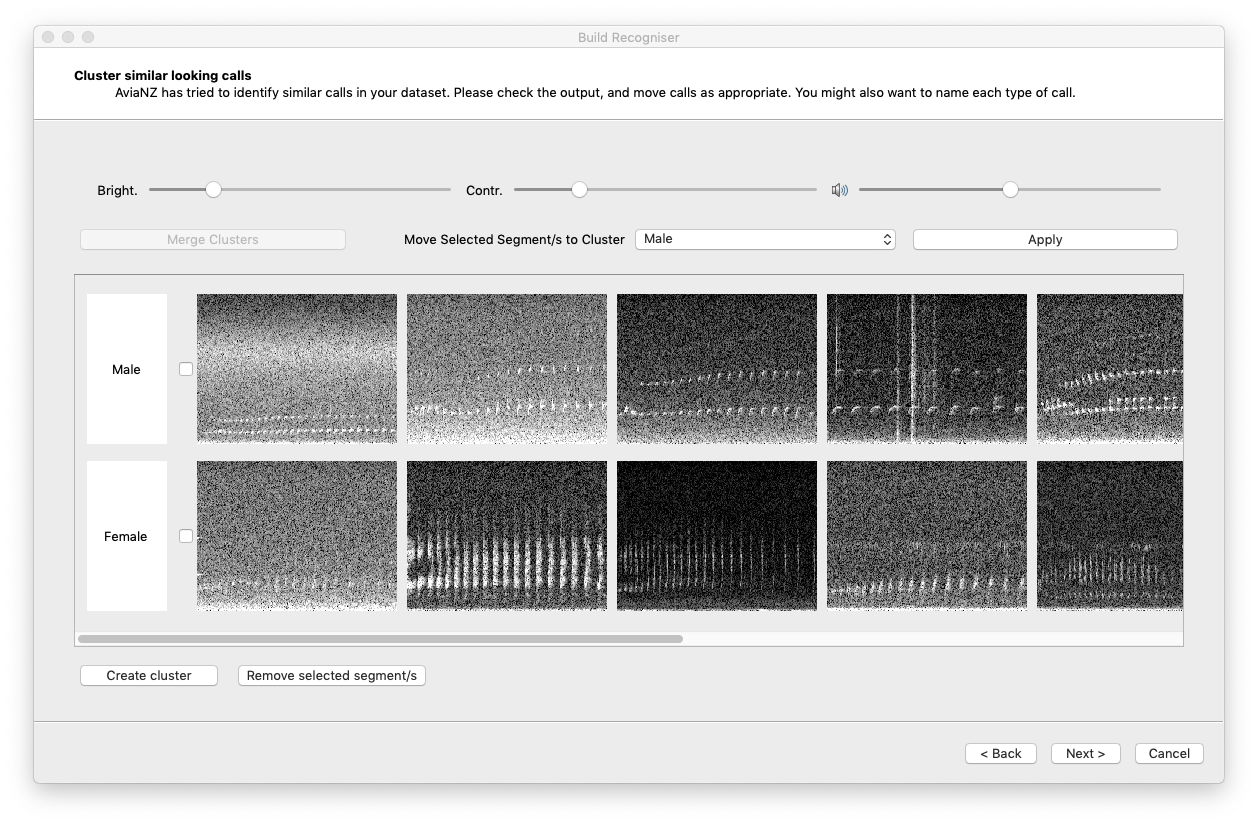 Build Recogniser
Cluster similar looking calls
AviaNZ has tried to identify similar calls in your dataset. Please check the output, and move calls as appropriate. You might also want to name each type of call.
Bright.
Contr.
Merge Clusters
Move Selected Segment/s to Cluster
Male
Apply
Male
Female
Create cluster
Remove selected segment/s
< Back
Next >
Cancel